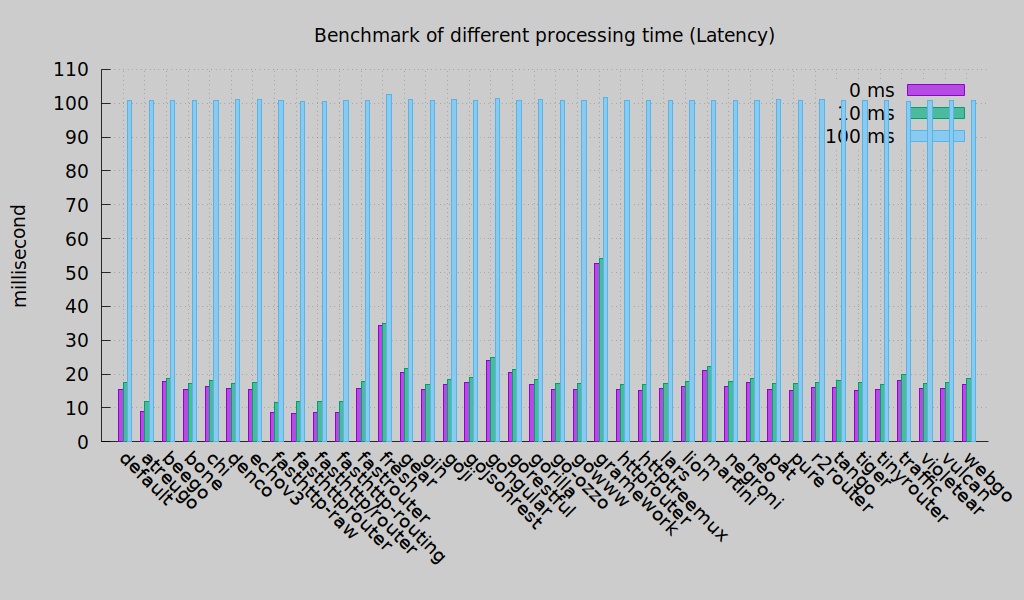 Benchmark of different processing time (Latency)
millisecond
110
100
90
80
70
60
50
40
30
20
10
0
0 ms
10 ms
100 ms
default
atreugo
beego
bone
chi
denco
echov3
fasthttp-raw
fasthttprouter
fasthttp/router
fasthttp-routing
fastrouter
fresh
gear
gin
goji
gojsonrest
gongular
gorestful
gorilla
gorozzo
gowww
gramework
httprouter
httptreemux
lars
lion
martini
negroni
neo
pat
pure
r2router
tango
tiger
tinyrouter
traffic
violetear
vulcan
webgo